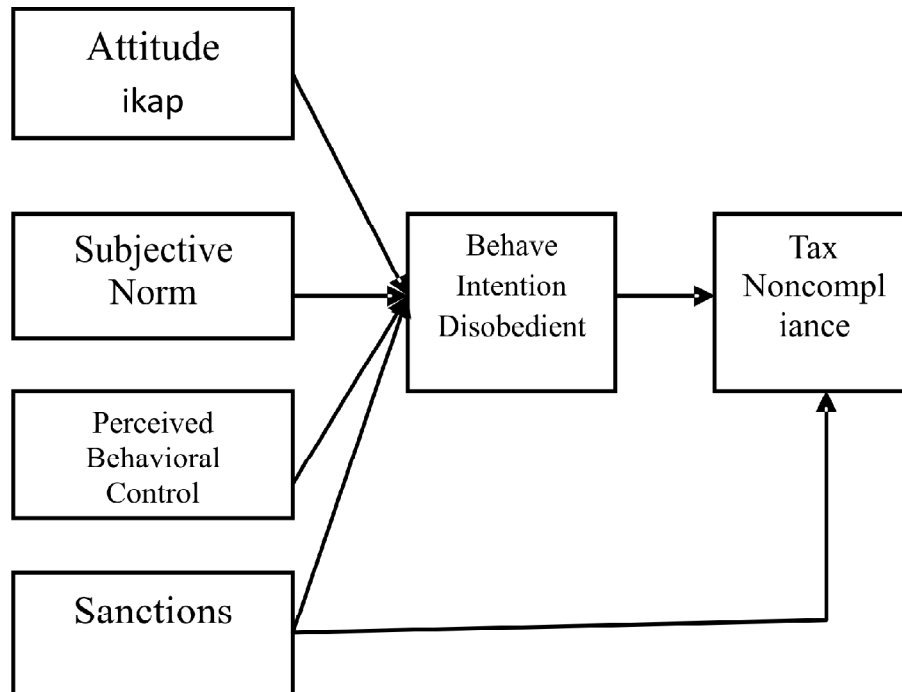 Attitude
ikap
Subjective
Norm
Perceived
Behavioral
Control
Sanctions
Behave
Intention
Disobedient
Tax
Noncompl
iance